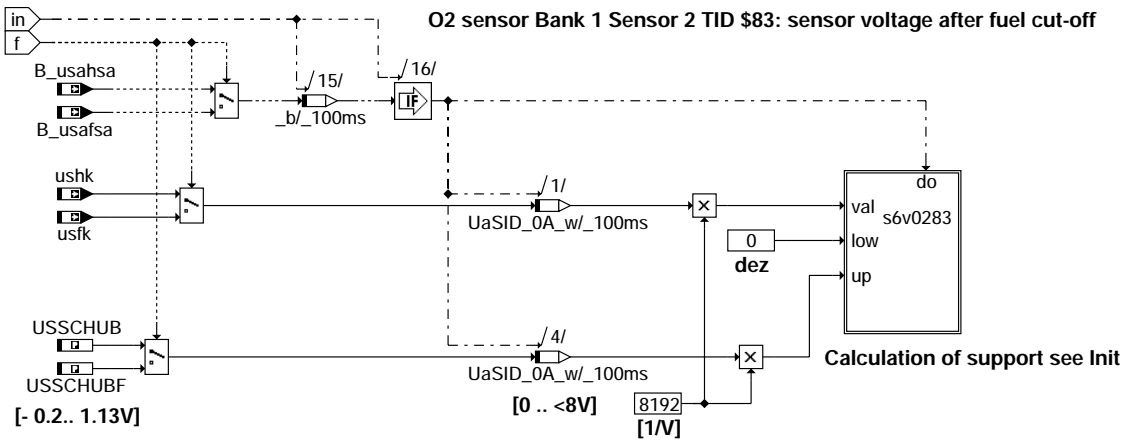 in
O2 sensor Bank 1 Sensor 2 TID $83: sensor voltage after fuel cut-off
f
B_usahsa
/15/
/16/
IF
_b/_100ms
B_usafsa
ushk
usfk
/1/
UaSID_0A_w/_100ms
do
val
s6v0283
low
up
0
dez
USSCHUB
P
P
USSCHUBF
[- 0.2.. 1.13V]
/4/
UaSID_0A_w/_100ms
[0 .. <8V]
8192
[1/V]
Calculation of support see Init